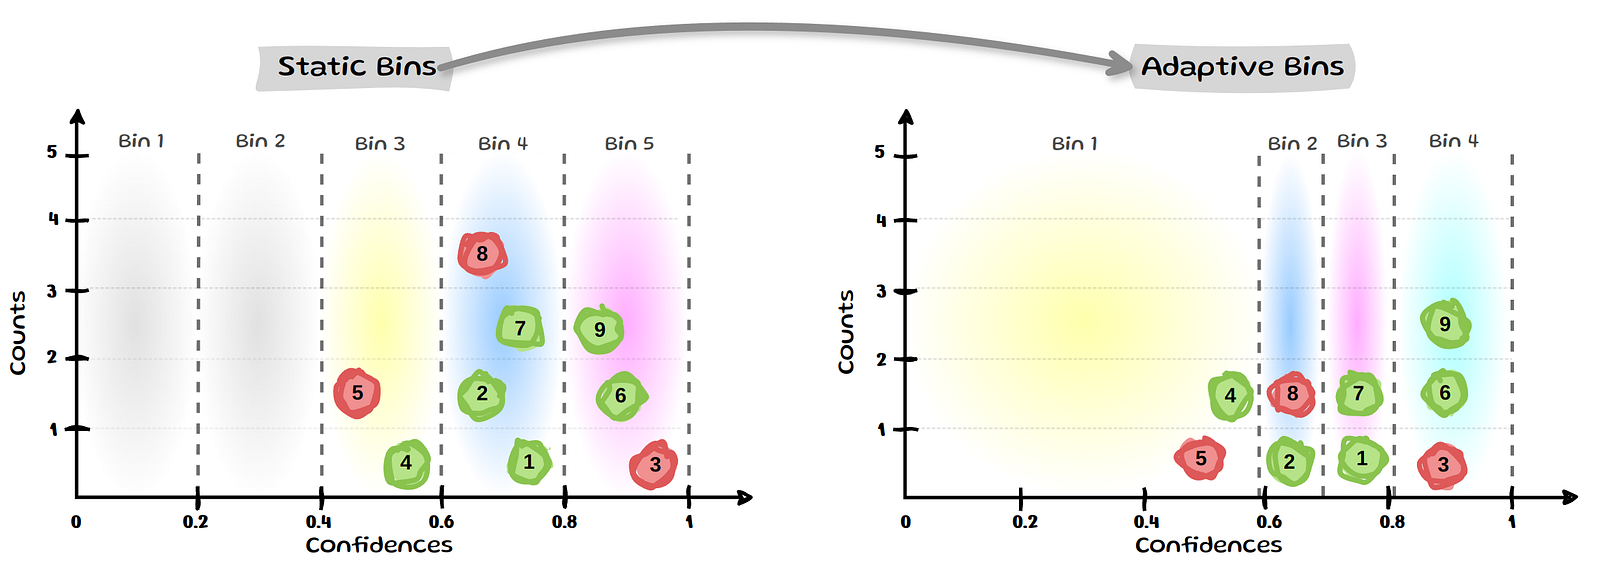 Static Bins
Adaptive Bins
Bin 1 Bin 2 Bin 3 Bin 4 Bin 5
5
4
3
2
1
Counts
8
7 9
5 2 6
4 1 3
0 0.2 0.4 0.6 0.8 1
Confidences
Bin 1 Bin 2 Bin 3 Bin 4
5
4
3
2
1
Counts
9
4 8 7 6
5 2 1 3
0 0.2 0.4 0.6 0.8 1
Confidences